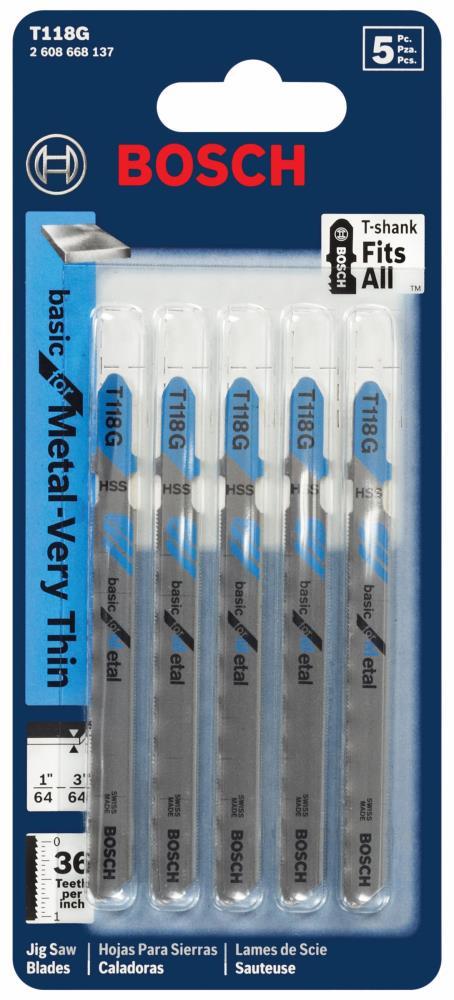 T118G
2 608 668 137
5 Pc.
Pza.
Pcs.
BOSCH
BOSCH
T-shank
Fits
All
TM
basic for Metal-Very Thin
T118G
HSS
basic for Metal
SWISS
MADE
BOSCH
T118G
HSS
basic for Metal
SWISS
MADE
BOSCH
T118G
HSS
basic for Metal
SWISS
MADE
BOSCH
T118G
HSS
basic for Metal
SWISS
MADE
BOSCH
T118G
HSS
basic for Metal
SWISS
MADE
BOSCH
1" 3"
64 64
0
36
Teeth
per
inch
1
Jig Saw
Blades
Hojas Para Sierras
Caladoras
Lames de Scie
Sauteuse